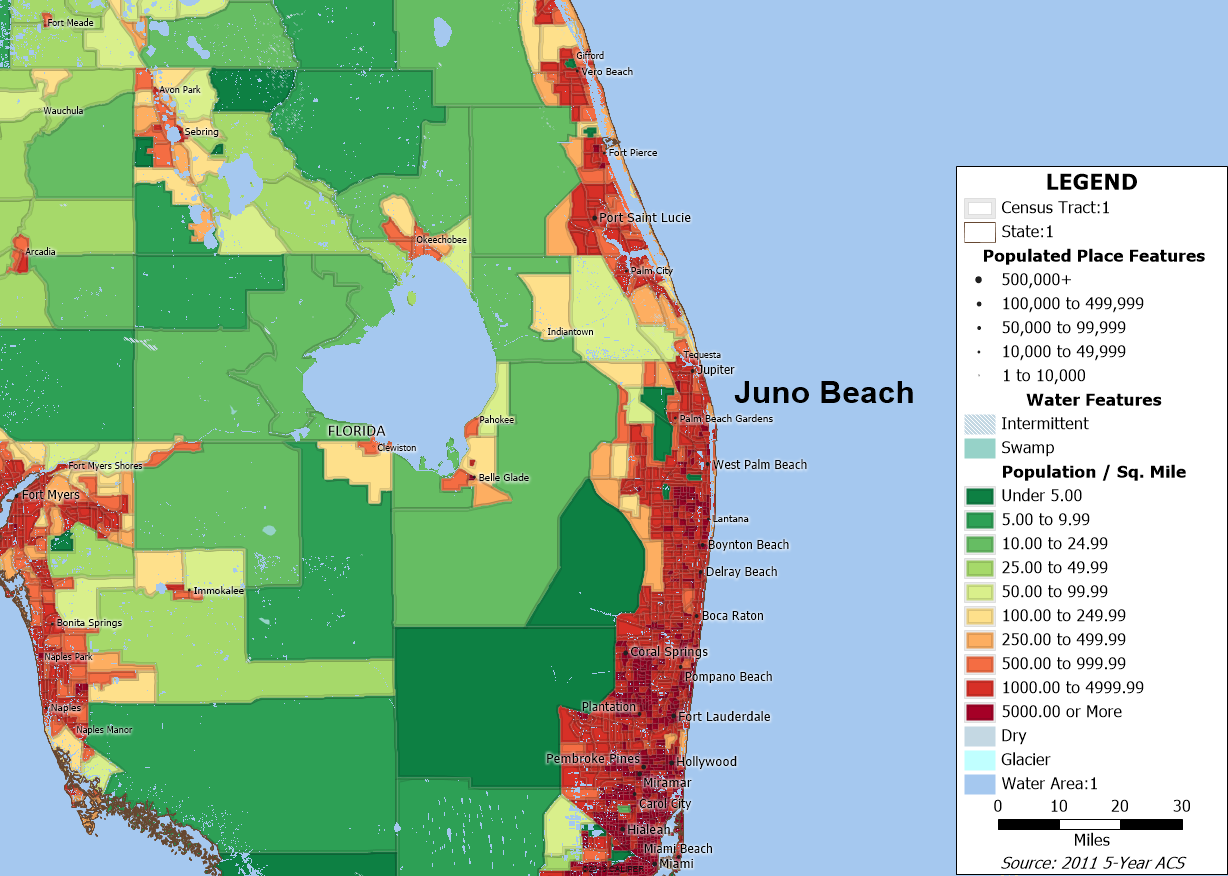 Fort Meade
Gifford
Vero Beach
Avon Park
Wauchula
Sebring
Fort Pierce
Port Saint Lucie
Okeechobee
Arcadia
Palm City
Indiantown
Tequesta
Jupiter
Juno Beach
Pahokee
Palm Beach Gardens
FLORIDA
Clewiston
Fort Myers Shores
West Palm Beach
Belle Glade
Fort Myers
Lantana
Boynton Beach
Delray Beach
Immokalee
Boca Raton
Bonita Springs
Coral Springs
Naples Park
Pompano Beach
Plantation
Naples
Fort Lauderdale
Naples Manor
Pembroke Pines
Hollywood
Miramar
Carol City
Hialeah
Miami Beach
Miami
LEGEND
Census Tract:1
State:1
Populated Place Features
500,000+
100,000 to 499,999
50,000 to 99,999
10,000 to 49,999
1 to 10,000
Water Features
Intermittent
Swamp
Population / Sq. Mile
Under 5.00
5.00 to 9.99
10.00 to 24.99
25.00 to 49.99
50.00 to 99.99
100.00 to 249.99
250.00 to 499.99
500.00 to 999.99
1000.00 to 4999.99
5000.00 or More
Dry
Glacier
Water Area:1
0 10 20 30
Miles
Source: 2011 5-Year ACS